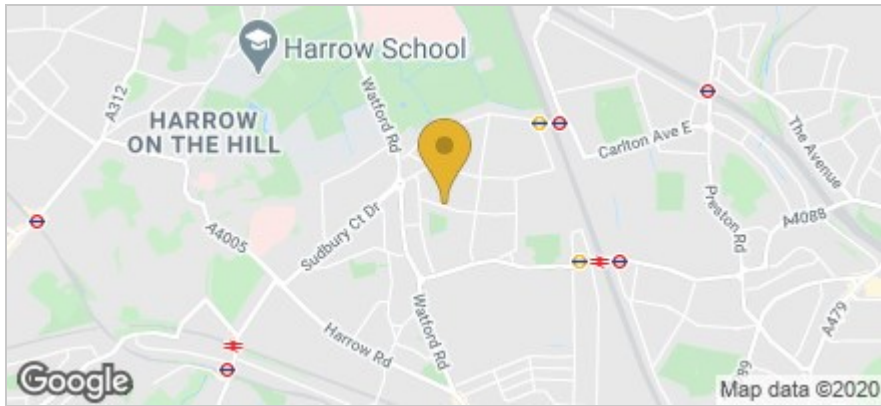 Harrow School
A312
Watford Rd
HARROW
ON THE HILL
Carlton Ave E
The Avenue
Sudbury Ct Dr
Preston Rd
A4088
A4005
Watford Rd
A479
Harrow Rd
Google
Map data ©2020